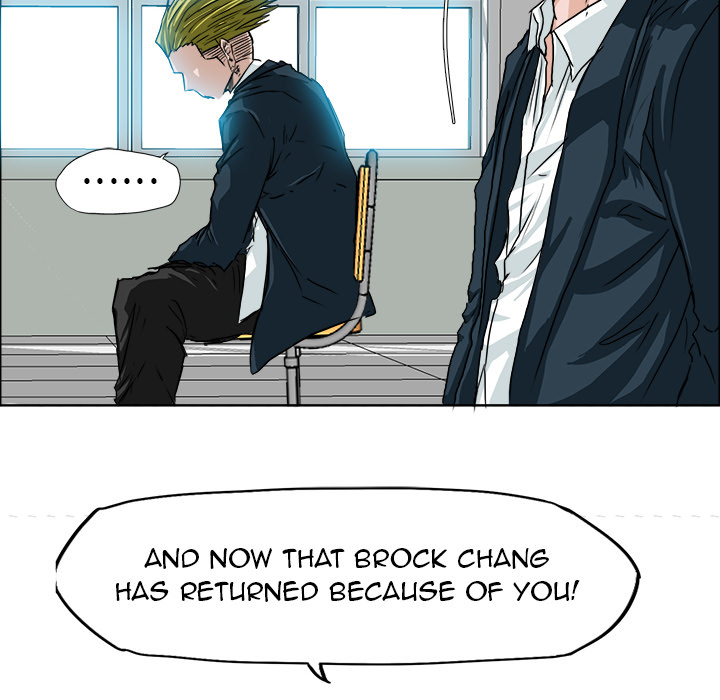 ......
AND NOW THAT BROCK CHANG
HAS RETURNED BECAUSE OF YOU!